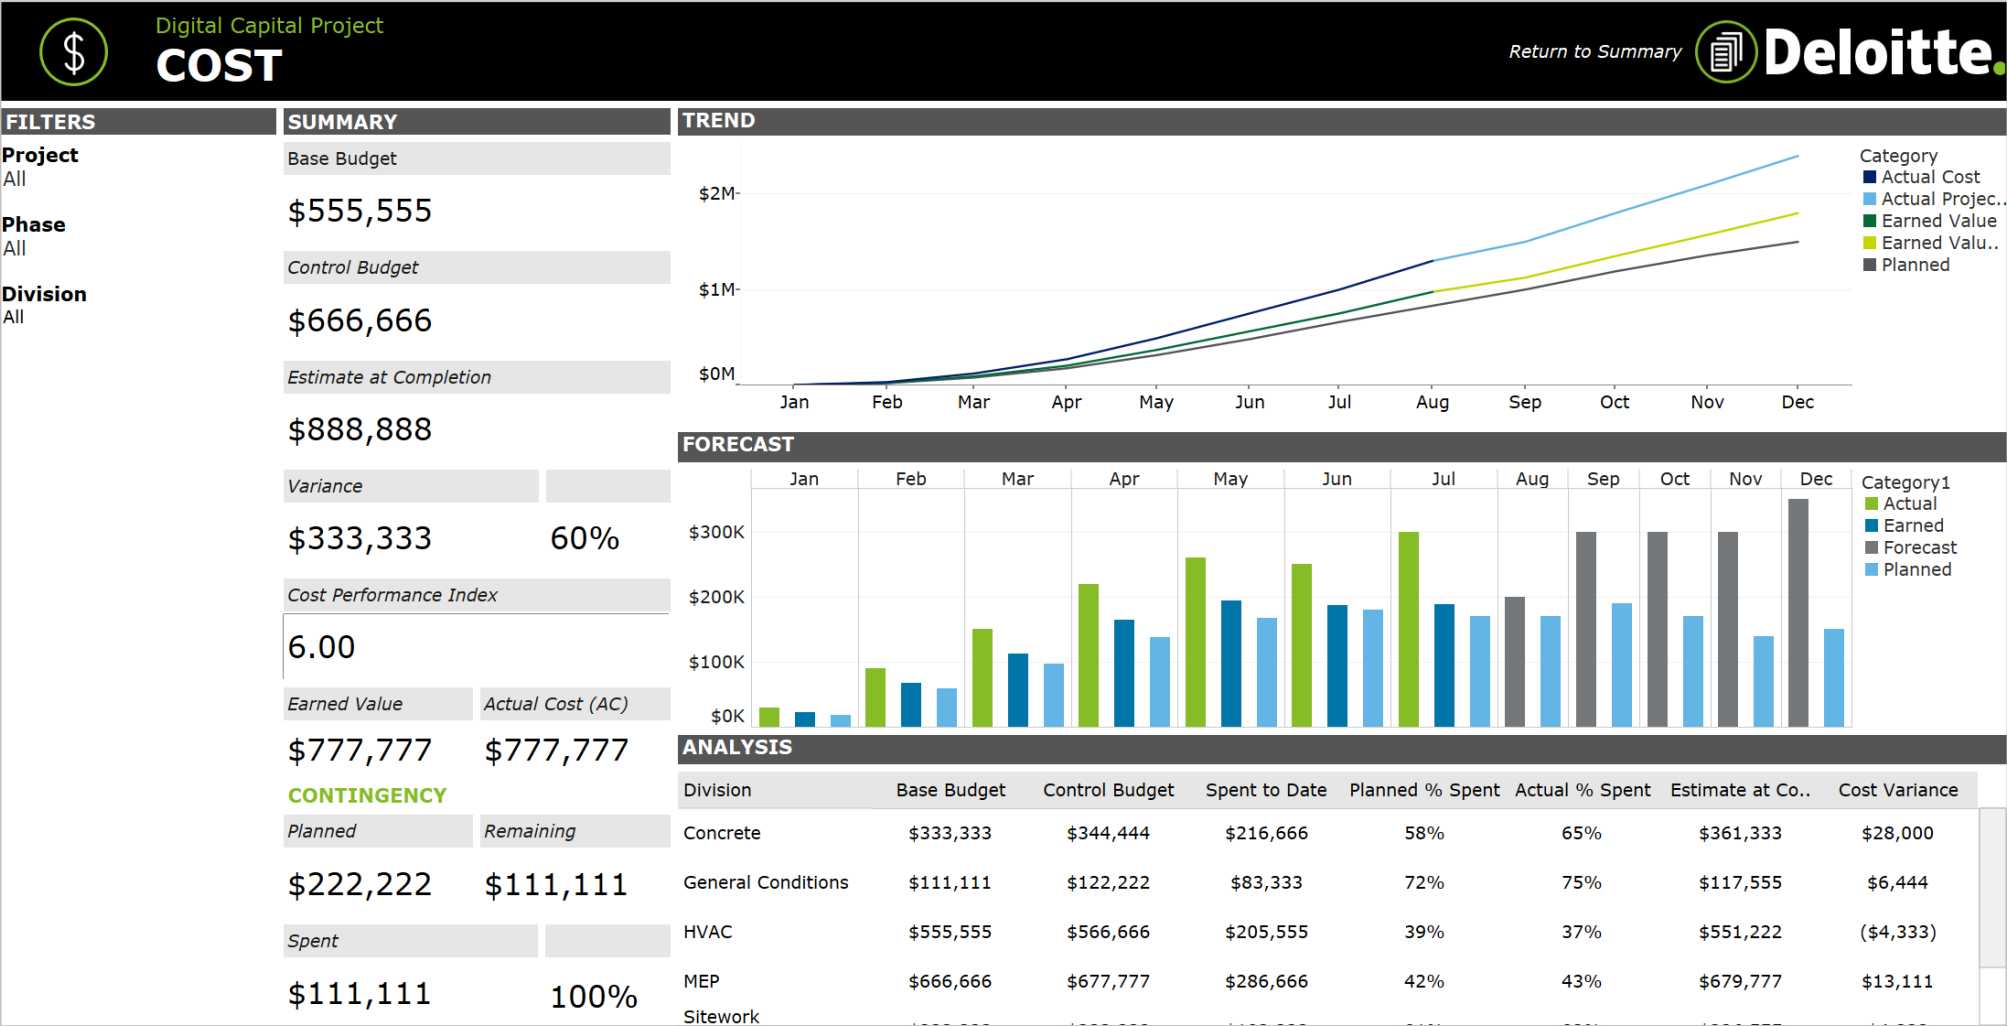 Digital Capital Project
COST
Return to Summary
Deloitte.
FILTERS
Project
All
Phase
All
Division
All
SUMMARY
Base Budget
$555,555
Control Budget
$666,666
Estimate at Completion
$888,888
Variance
$333,333 60%
Cost Performance Index
6.00
Earned Value Actual Cost (AC)
$777,777 $777,777
CONTINGENCY
Planned Remaining
$222,222 $111,111
Spent
$111,111 100%
TREND
$2M
$1M
$0M
Jan Feb Mar Apr May Jun Jul Aug Sep Oct Nov Dec
Category
Actual Cost
Actual Projec..
Earned Value
Earned Valu..
Planned
FORECAST
Jan Feb Mar Apr May Jun Jul Aug Sep Oct Nov Dec
$300K
$200K
$100K
$0K
Category1
Actual
Earned
Forecast
Planned
ANALYSIS
Division Base Budget Control Budget Spent to Date Planned % Spent Actual % Spent Estimate at Co.. Cost Variance
Concrete $333,333 $344,444 $216,666 58% 65% $361,333 $28,000
General Conditions $111,111 $122,222 $83,333 72% 75% $117,555 $6,444
HVAC $555,555 $566,666 $205,555 39% 37% $551,222 ($4,333)
MEP $666,666 $677,777 $286,666 42% 43% $679,777 $13,111
Sitework